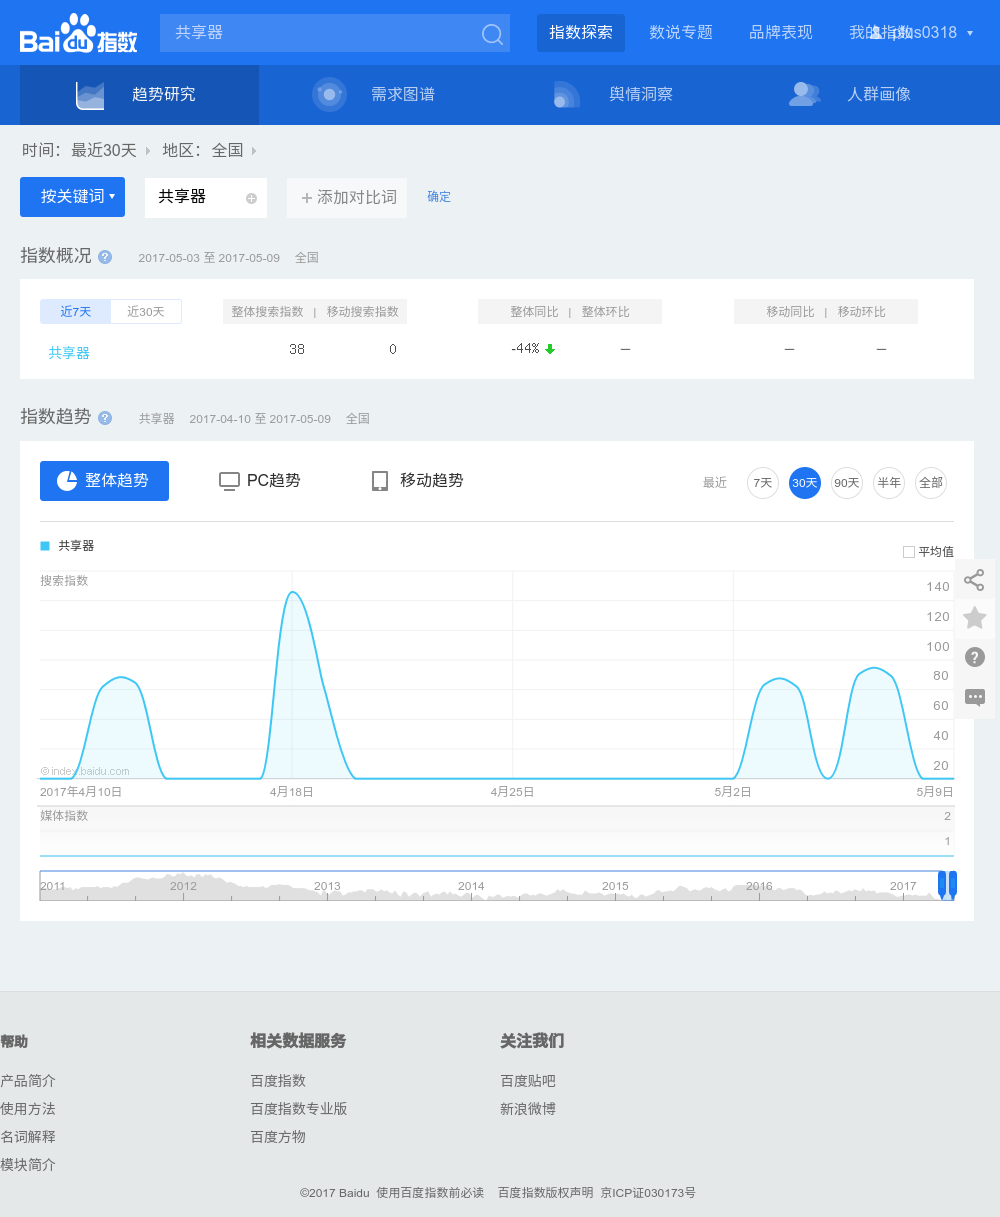 Bai du 指数
共享器
指数探索 数说专题 品牌表现 我的指数 plus0318
趋势研究 需求图谱 舆情洞察 人群画像
时间: 最近30天 地区: 全国
按关键词 共享器 + 添加对比词 确定
指数概况 ? 2017-05-03 至 2017-05-09 全国
近7天 近30天 整体搜索指数 | 移动搜索指数 整体同比 | 整体环比 移动同比 | 移动环比
共享器 38 0 -44% — — —
指数趋势 ? 共享器 2017-04-10 至 2017-05-09 全国
整体趋势 PC趋势 移动趋势 最近 7天 30天 90天 半年 全部
共享器
平均值
搜索指数
140
120
100
80
60
40
20
©index.baidu.com
2017年4月10日 4月18日 4月25日 5月2日 5月9日
媒体指数 2
1
2011 2012 2013 2014 2015 2016 2017
帮助 相关数据服务 关注我们
产品简介 百度指数 百度贴吧
使用方法 百度指数专业版 新浪微博
名词解释 百度方物
模块简介
©2017 Baidu 使用百度指数前必读 百度指数版权声明 京ICP证030173号